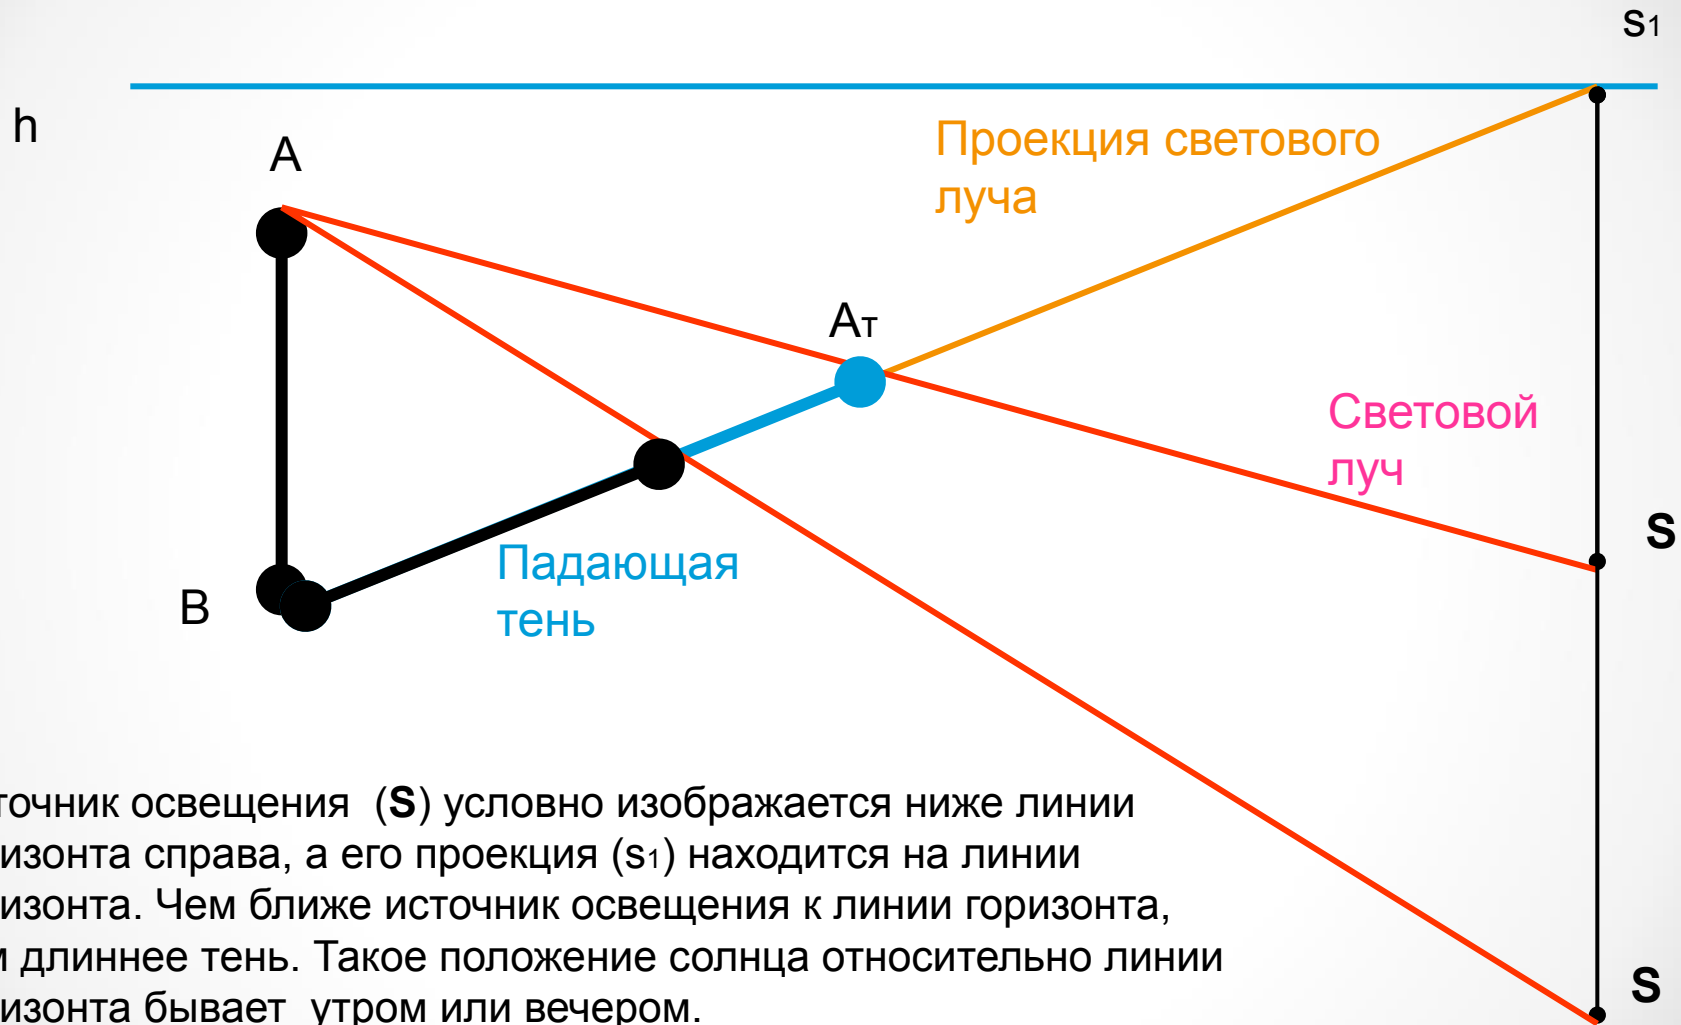 s1
h
A
Проекция светового
луча
Ат
Световой
луч
S
Падающая
тень
B
точник освещения (S) условно изображается ниже линии
изонта справа, а его проекция (s1) находится на линии
изонта. Чем ближе источник освещения к линии горизонта,
м длиннее тень. Такое положение солнца относительно линии
изонта бывает утром или вечером.
S